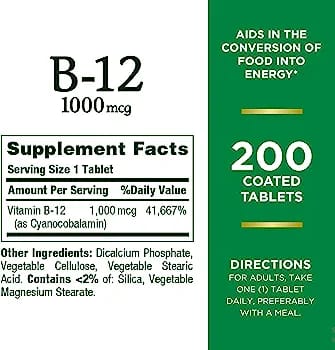 B-12
1000 mcg
Supplement Facts
Serving Size 1 Tablet
Amount Per Serving %Daily Value
Vitamin B-12 1,000 mcg 41,667%
(as Cyanocobalamin)
Other Ingredients: Dicalcium Phosphate,
Vegetable Cellulose, Vegetable Stearic
Acid. Contains <2% of: Silica, Vegetable
Magnesium Stearate.
AIDS IN THE
CONVERSION OF
FOOD INTO
ENERGY*
200
COATED
TABLETS
DIRECTIONS
FOR ADULTS, TAKE
ONE (1) TABLET
DAILY, PREFERABLY
WITH A MEAL.